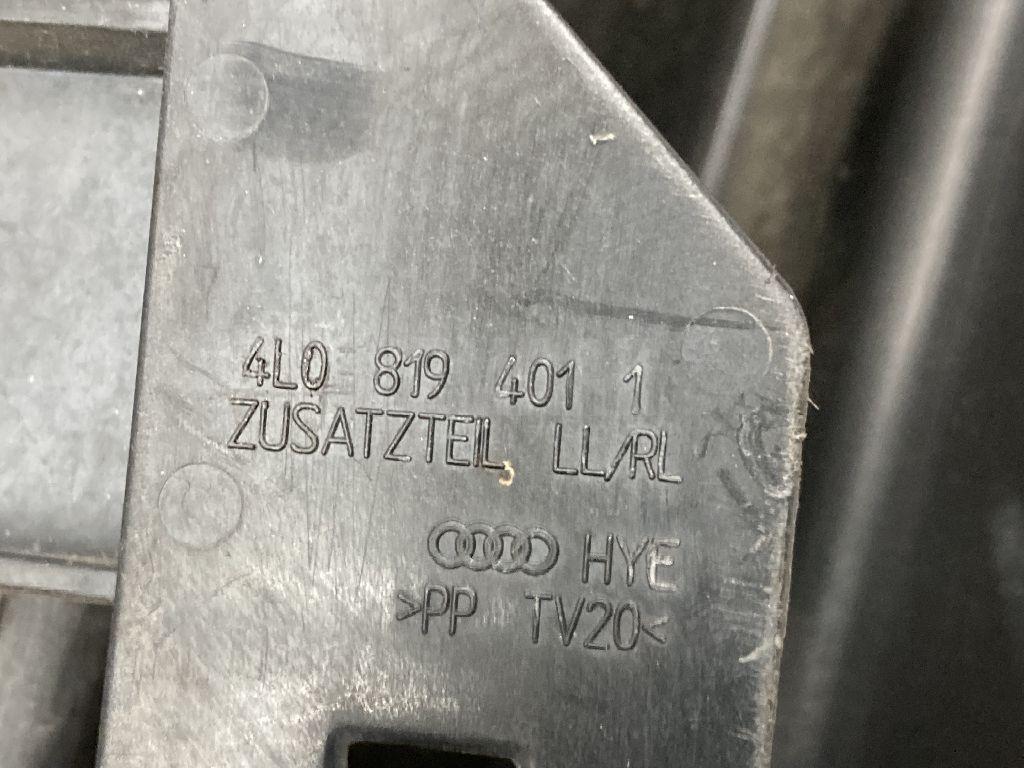 4L0 819 401 1
ZUSATZTEIL LL/RL
HYE
>PP TV20<